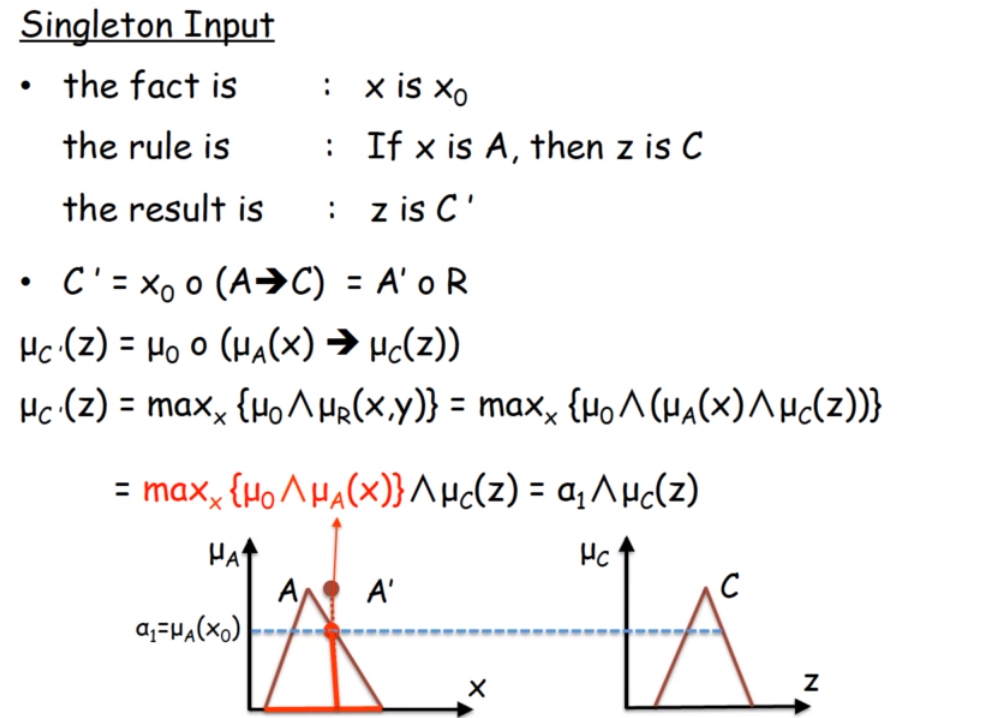 Singleton Input
• the fact is : x is x₀
the rule is : If x is A, then z is C
the result is : z is C '
• C ' = x₀ o (A➔C) = A' o R
μC '(z) = μ₀ o (μA(x) ➔ μC(z))
μC '(z) = maxₓ {μ₀∧μR(x,y)} = maxₓ {μ₀∧(μA(x)∧μC(z))}
= maxₓ{μ₀∧μA(x)}∧μC(z) = a₁∧μC(z)
μA μC
A A' C
a₁=μA(x₀)
x z